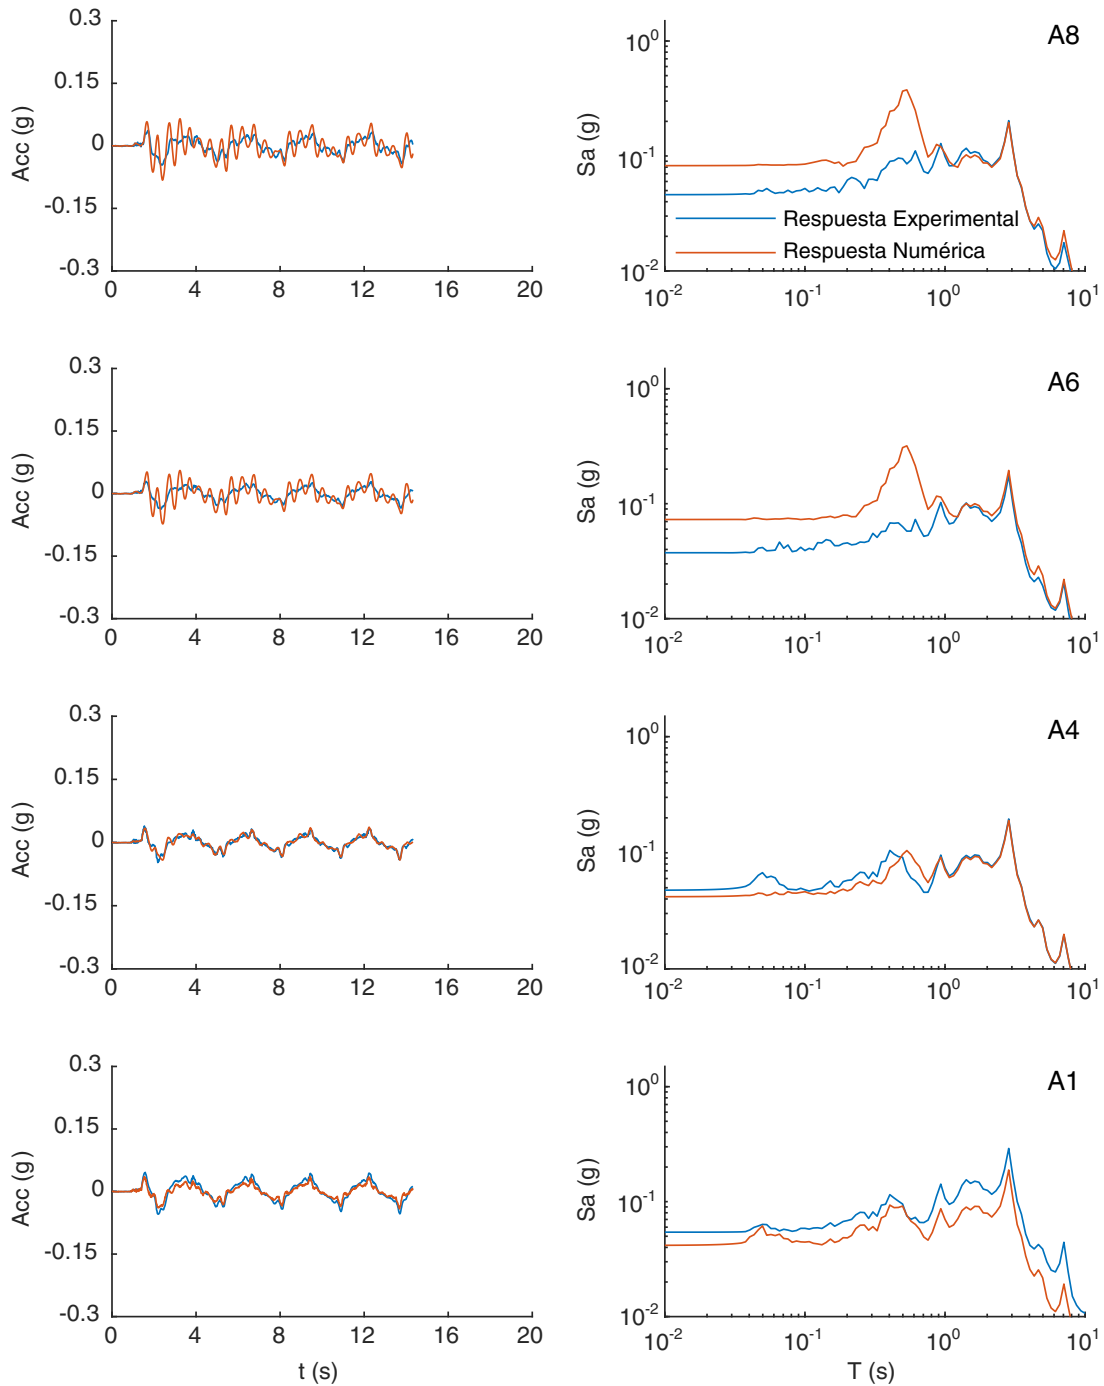 0.3
0.15
0
-0.15
-0.3
Acc (g)
0 4 8 12 16 20
10^0
10^-1
10^-2
Sa (g)
A8
Respuesta Experimental
Respuesta Numérica
10^-2 10^-1 10^0 10^1
0.3
0.15
0
-0.15
-0.3
Acc (g)
0 4 8 12 16 20
10^0
10^-1
10^-2
Sa (g)
A6
10^-2 10^-1 10^0 10^1
0.3
0.15
0
-0.15
-0.3
Acc (g)
0 4 8 12 16 20
10^0
10^-1
10^-2
Sa (g)
A4
10^-2 10^-1 10^0 10^1
0.3
0.15
0
-0.15
-0.3
Acc (g)
0 4 8 12 16 20
t (s)
10^0
10^-1
10^-2
Sa (g)
A1
10^-2 10^-1 10^0 10^1
T (s)